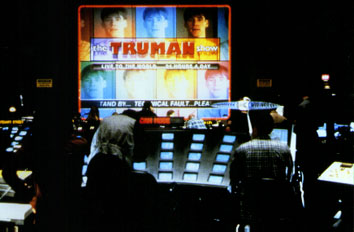 the TRUMAN show
LIVE TO THE WORLD... 24 HOURS A DAY
STAND BY... TECHNICAL FAULT... PLEA